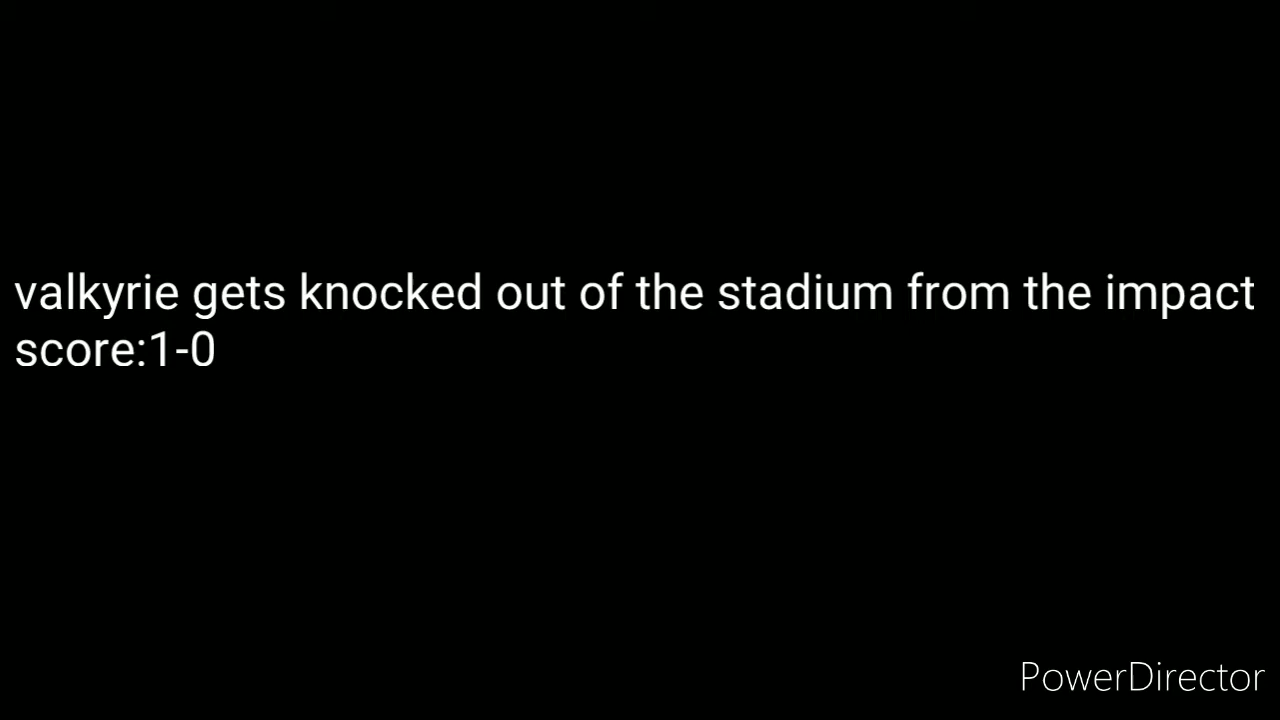 valkyrie gets knocked out of the stadium from the impact
score:1-0
PowerDirector